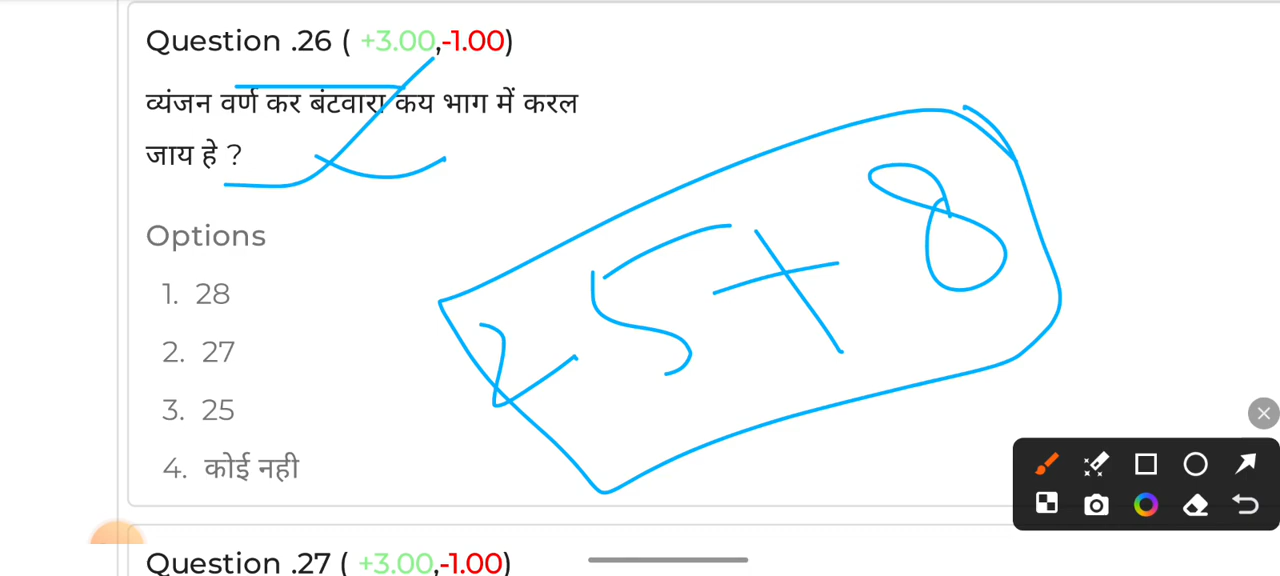 Question .26 ( +3.00,-1.00)
व्यंजन वर्ण कर बंटवारा कय भाग में करल
जाय हे ?
Options
1. 28
2. 27
3. 25
4. कोई नही
25+8
Question .27 ( +3.00,-1.00)